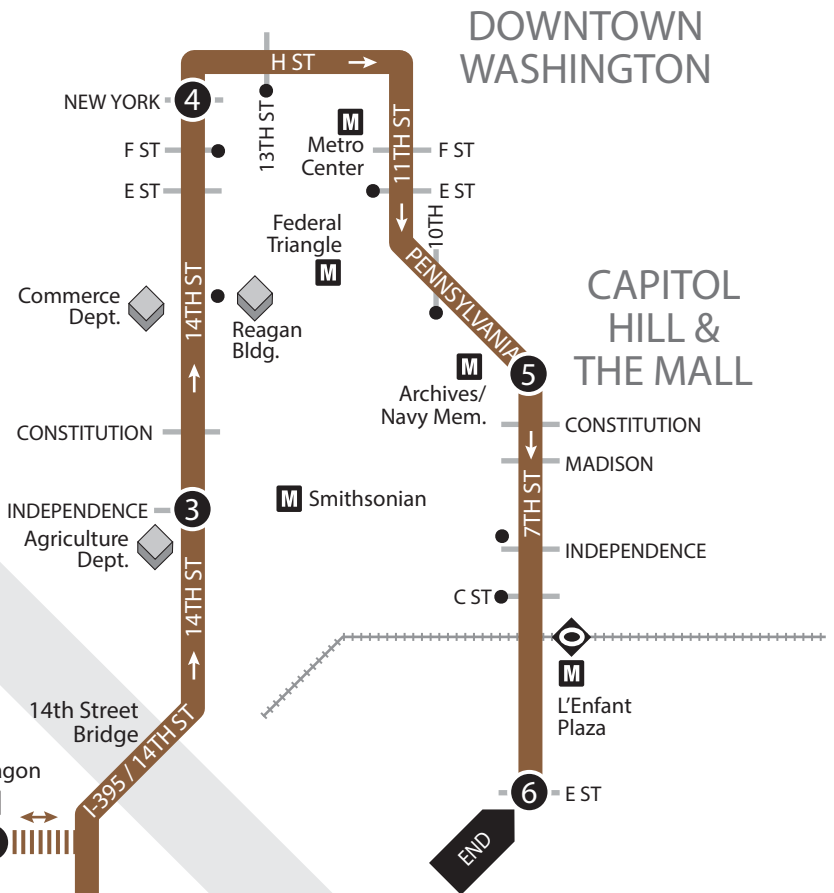 DOWNTOWN
WASHINGTON
H ST
NEW YORK
4
13TH ST
M
Metro
Center
11TH ST
F ST
F ST
E ST
E ST
10TH
Federal
Triangle
M
PENNSYLVANIA
CAPITOL
HILL &
THE MALL
Commerce
Dept.
14TH ST
Reagan
Bldg.
M
5
Archives/
Navy Mem.
CONSTITUTION
CONSTITUTION
MADISON
7TH ST
INDEPENDENCE
3
M
Smithsonian
Agriculture
Dept.
INDEPENDENCE
14TH ST
C ST
M
L'Enfant
Plaza
14th Street
Bridge
I-395 / 14TH ST
6
E ST
END